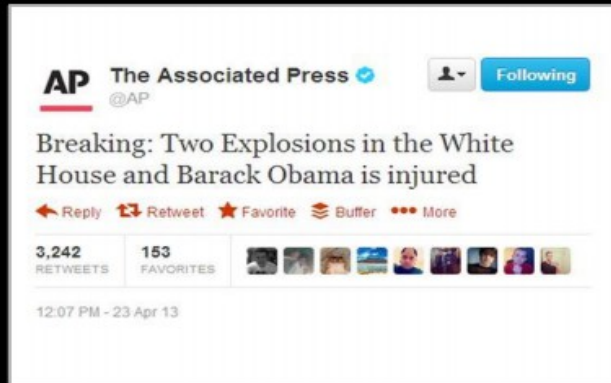 AP The Associated Press
@AP
Following
Breaking: Two Explosions in the White
House and Barack Obama is injured
Reply Retweet Favorite Buffer More
3,242 153
RETWEETS FAVORITES
12:07 PM - 23 Apr 13